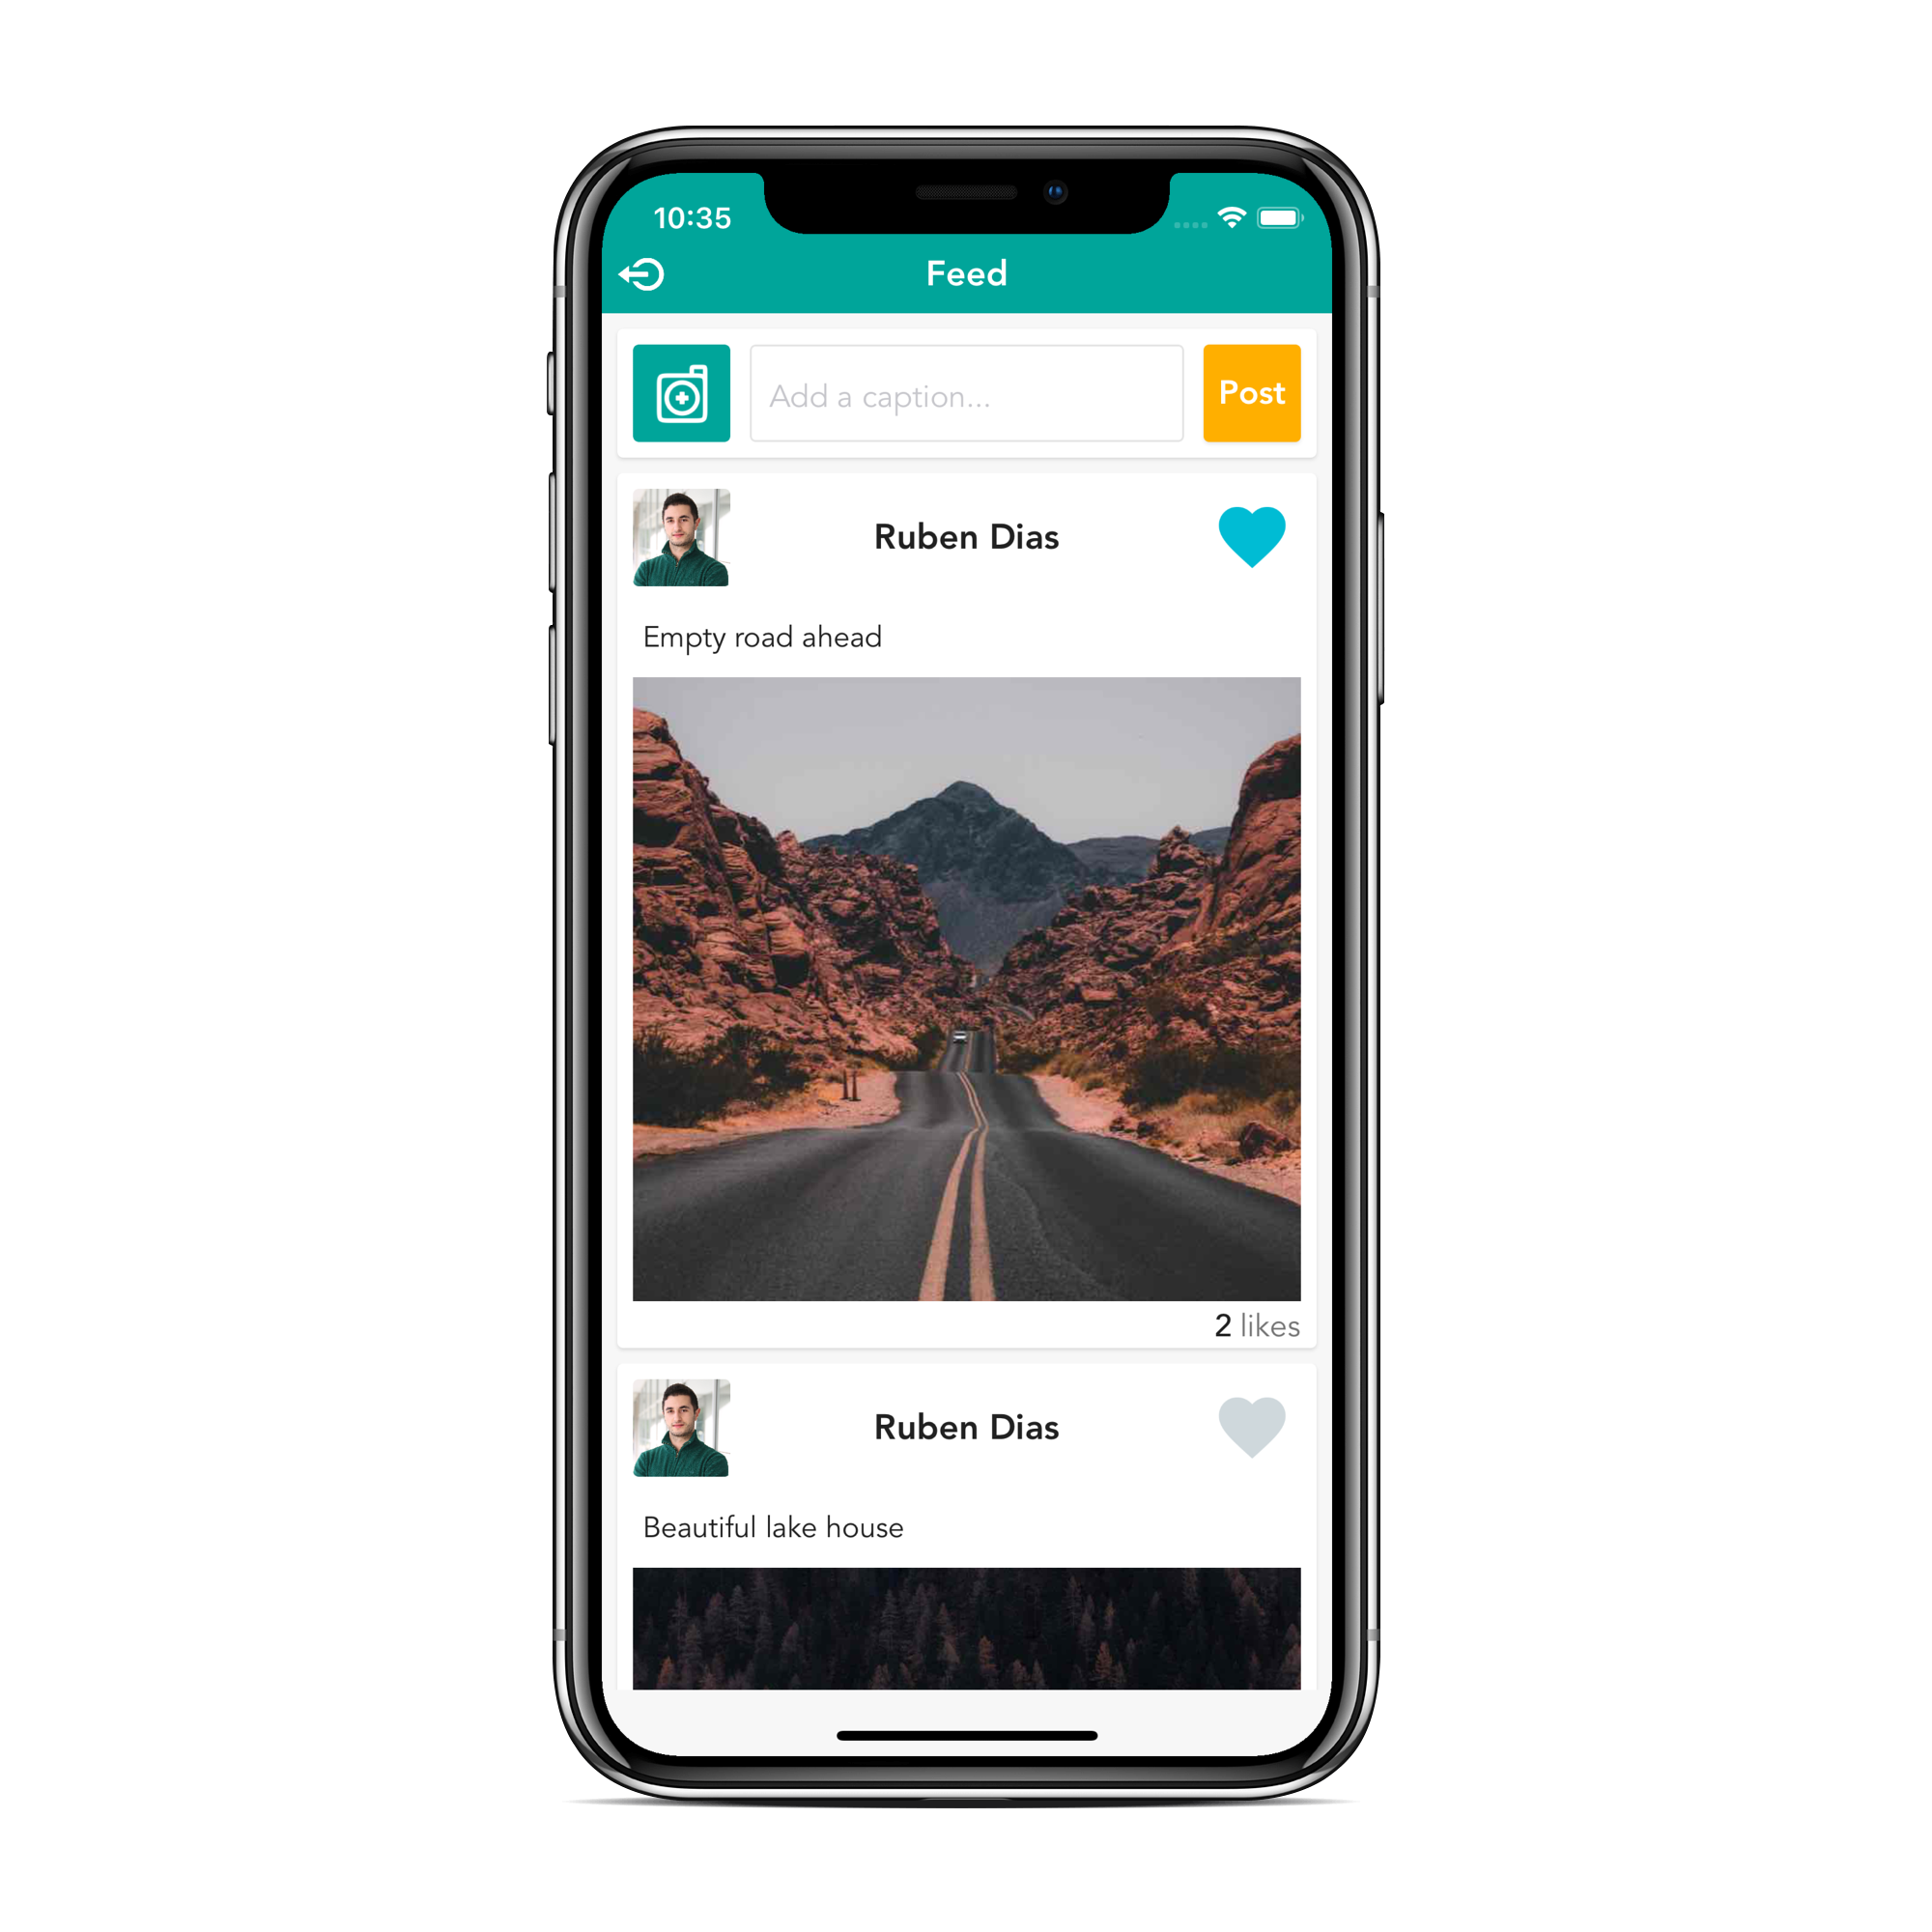 10:35
Feed
Add a caption...
Post
Ruben Dias
Empty road ahead
2 likes
Ruben Dias
Beautiful lake house